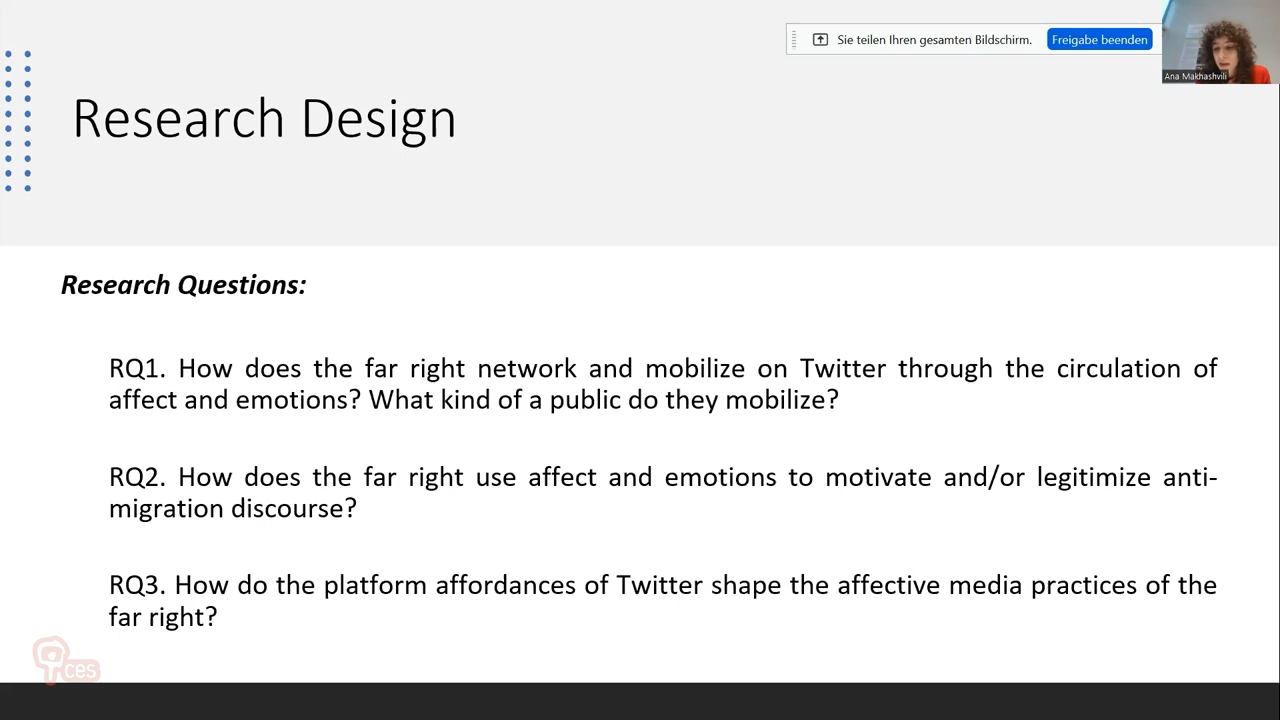 Sie teilen Ihren gesamten Bildschirm.
Freigabe beenden
Ana Makhashvili
Research Design
Research Questions:
RQ1. How does the far right network and mobilize on Twitter through the circulation of
affect and emotions? What kind of a public do they mobilize?
RQ2. How does the far right use affect and emotions to motivate and/or legitimize anti-
migration discourse?
RQ3. How do the platform affordances of Twitter shape the affective media practices of the
far right?
ces